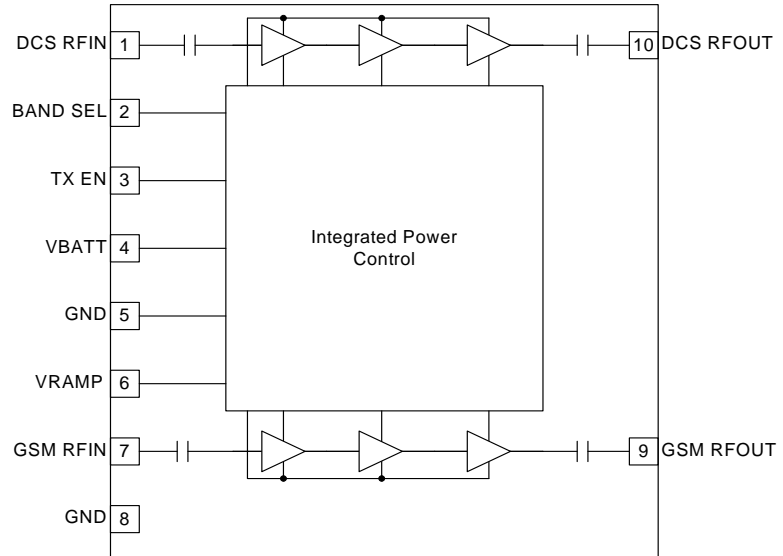 DCS RFIN 1
10 DCS RFOUT
BAND SEL 2
TX EN 3
VBATT 4
Integrated Power
Control
GND 5
VRAMP 6
GSM RFIN 7
9 GSM RFOUT
GND 8